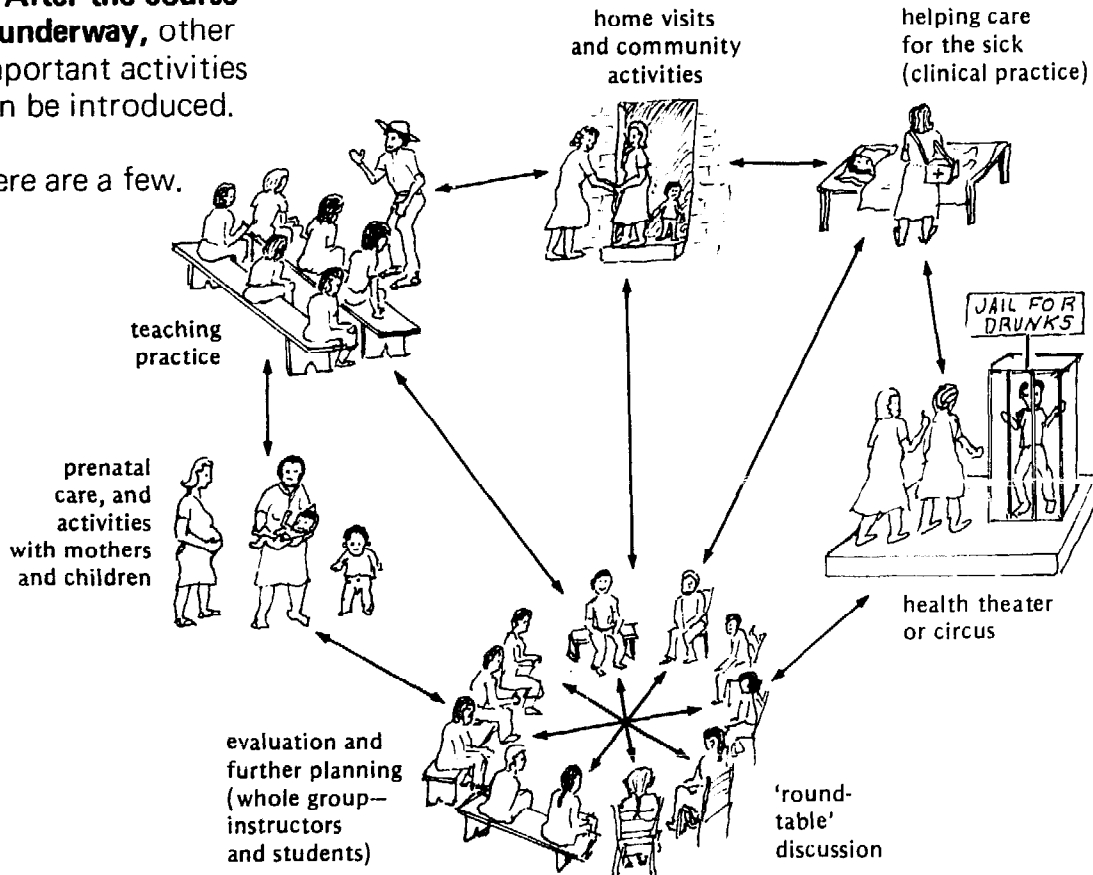 After the course
underway, other
portant activities
n be introduced.
ere are a few.
home visits
and community
activities
helping care
for the sick
(clinical practice)
teaching
practice
JAIL FOR
DRUNKS
prenatal
care, and
activities
with mothers
and children
health theater
or circus
evaluation and
further planning
(whole group—
instructors
and students)
'round-
table'
discussion